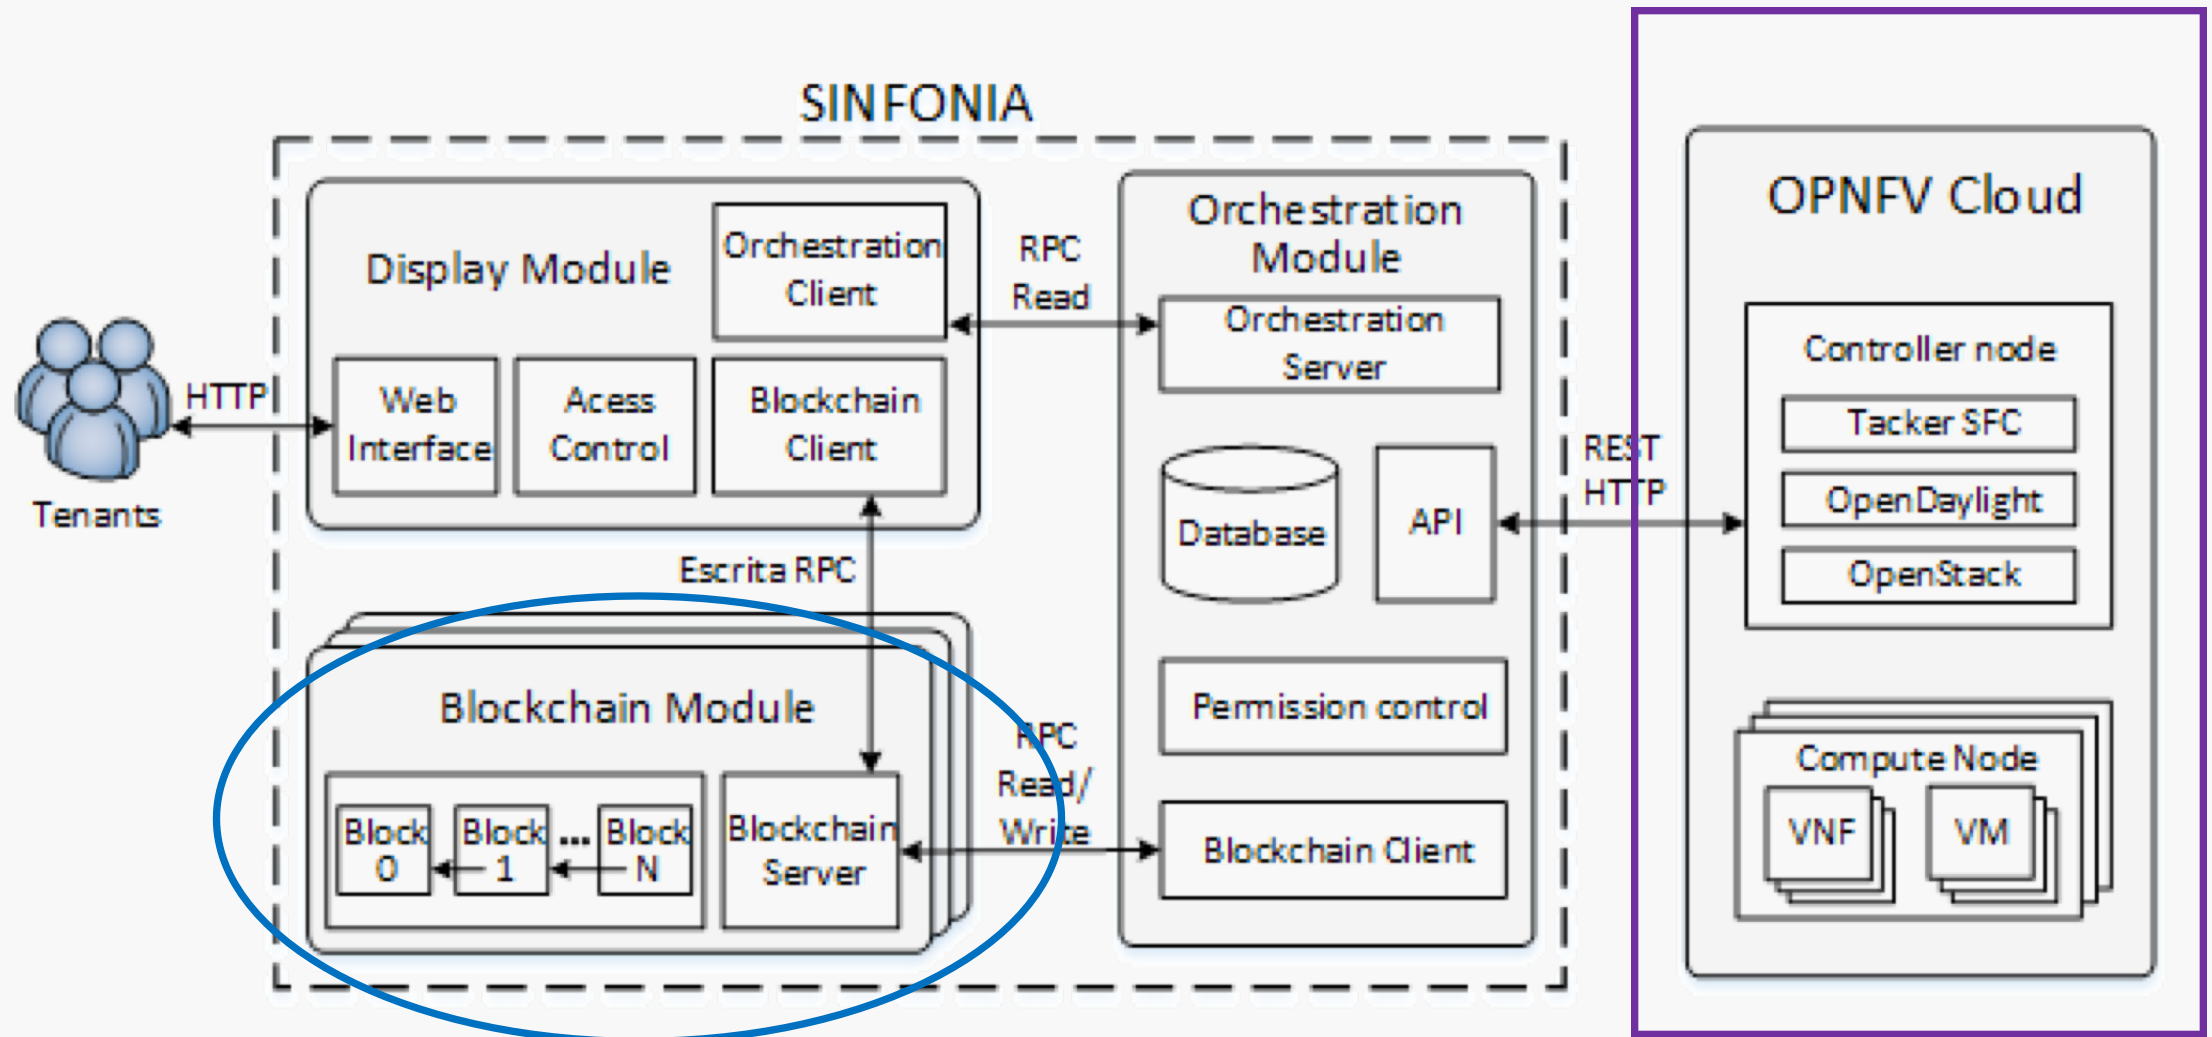 SINFONIA
Display Module
Orchestration
Client
Web
Interface
Acess
Control
Blockchain
Client
HTTP
Tenants
RPC
Read
Escrita RPC
Blockchain Module
Block
0
Block
1
...
Block
N
Blockchain
Server
RPC
Read/
Write
Orchestration
Module
Orchestration
Server
Database
API
Permission control
Blockchain Client
REST
HTTP
OPNFV Cloud
Controller node
Tacker SFC
OpenDaylight
OpenStack
Compute Node
VNF
VM